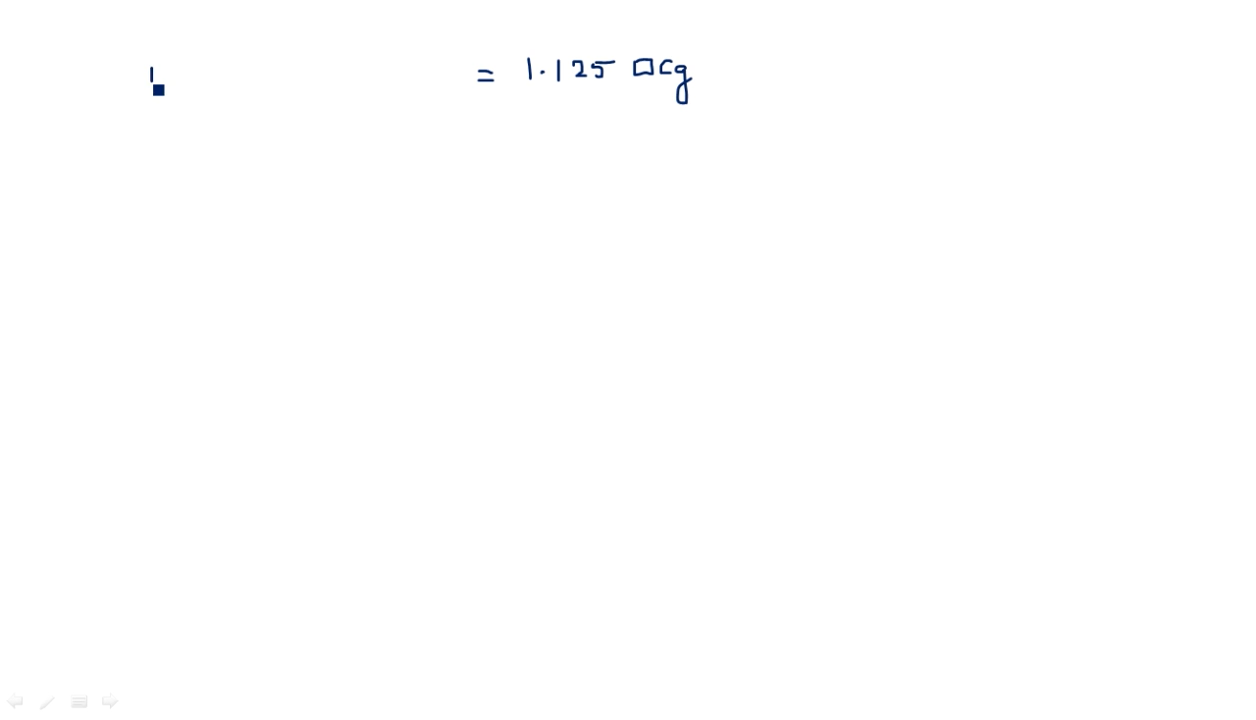 = 1.125 □cg